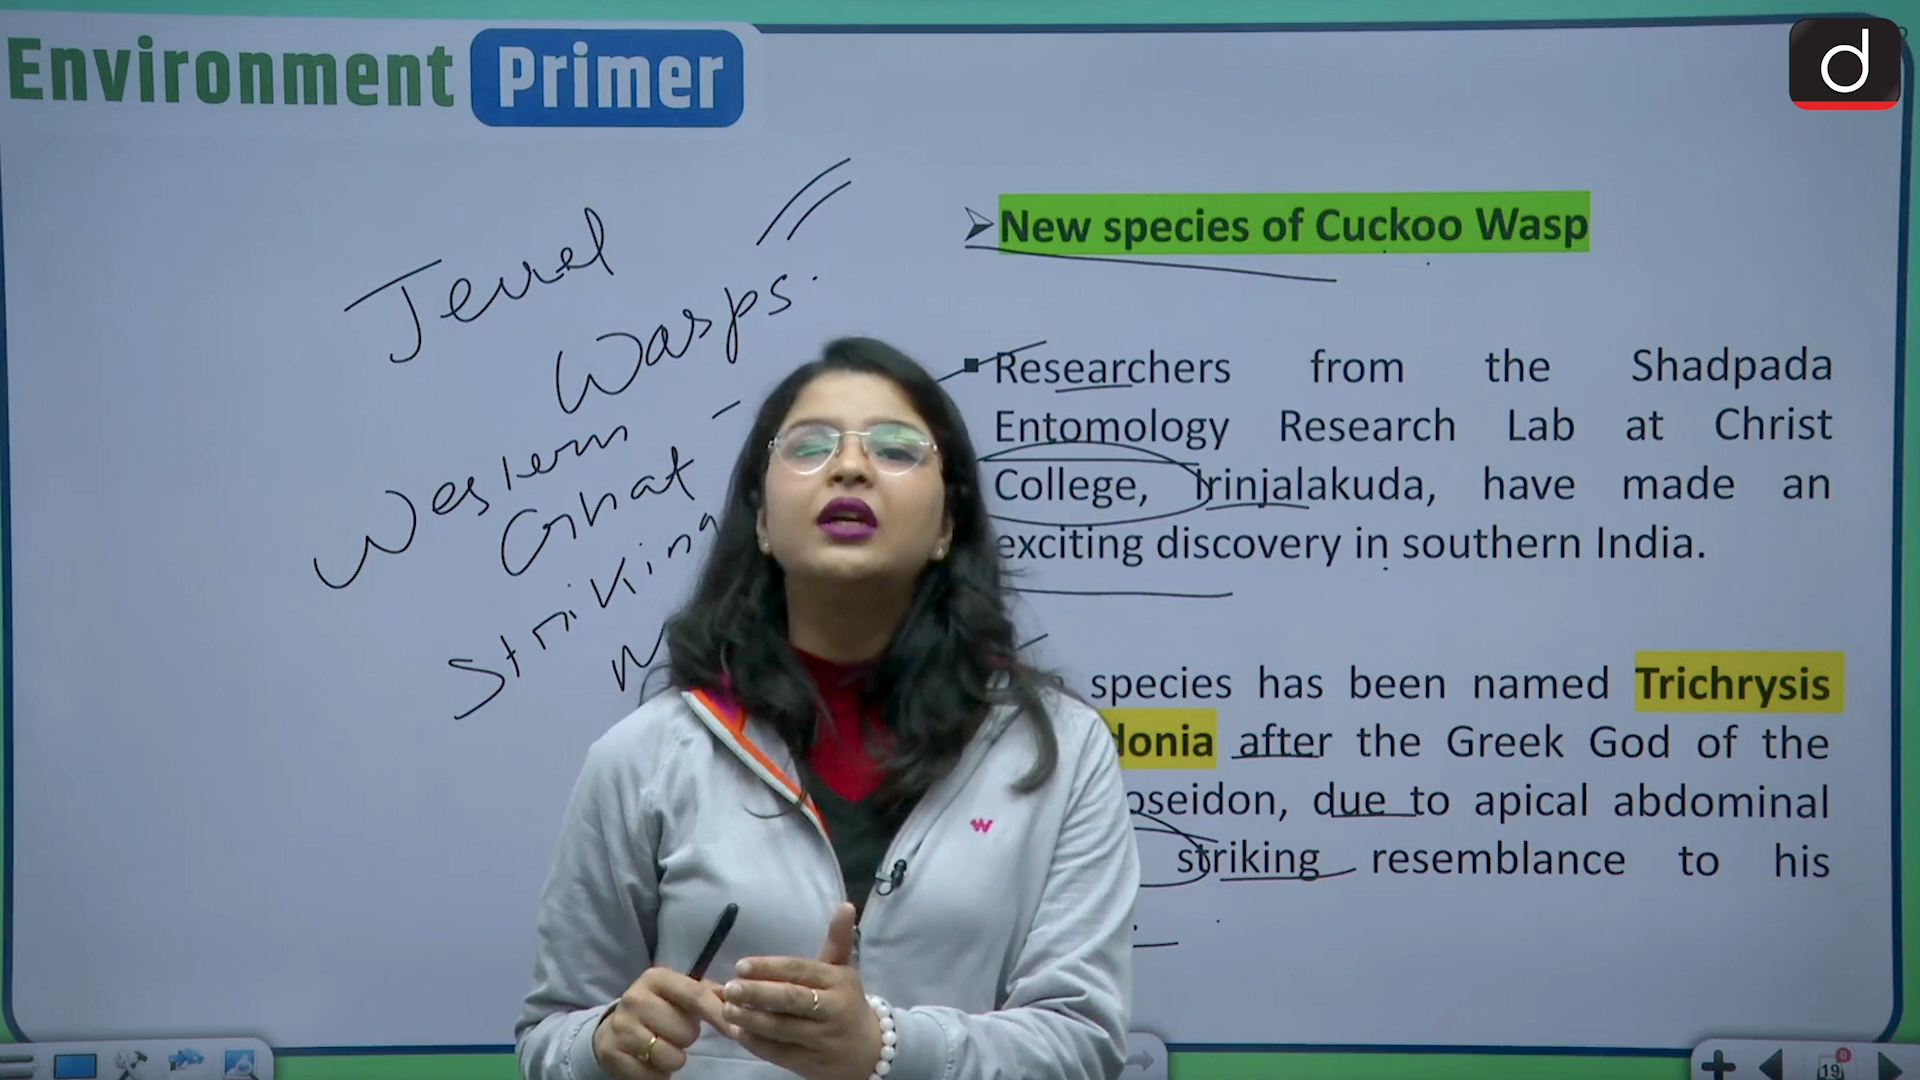 Environment Primer
d
Jewel
Wasps.
Western
Ghat -
Striking
New species of Cuckoo Wasp
Researchers from the Shadpada
Entomology Research Lab at Christ
College, Irinjalakuda, have made an
exciting discovery in southern India.
species has been named Trichrysis
after the Greek God of the
due to apical abdominal
striking resemblance to his
W
19
0